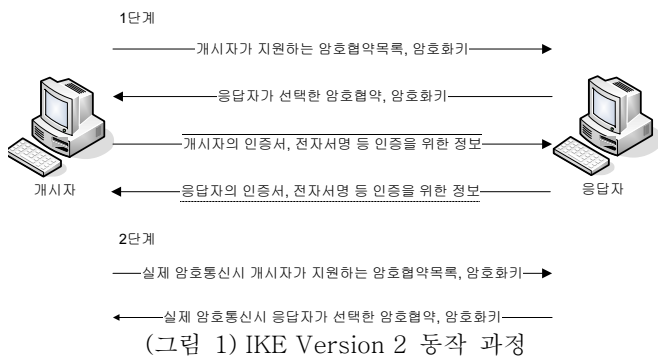 1단계
개시자가 지원하는 암호협약목록, 암호화키
응답자가 선택한 암호협약, 암호화키
개시자의 인증서, 전자서명 등 인증을 위한 정보
응답자의 인증서, 전자서명 등 인증을 위한 정보
개시자
응답자
2단계
실제 암호통신시 개시자가 지원하는 암호협약목록, 암호화키
실제 암호통신시 응답자가 선택한 암호협약, 암호화키
(그림 1) IKE Version 2 동작 과정